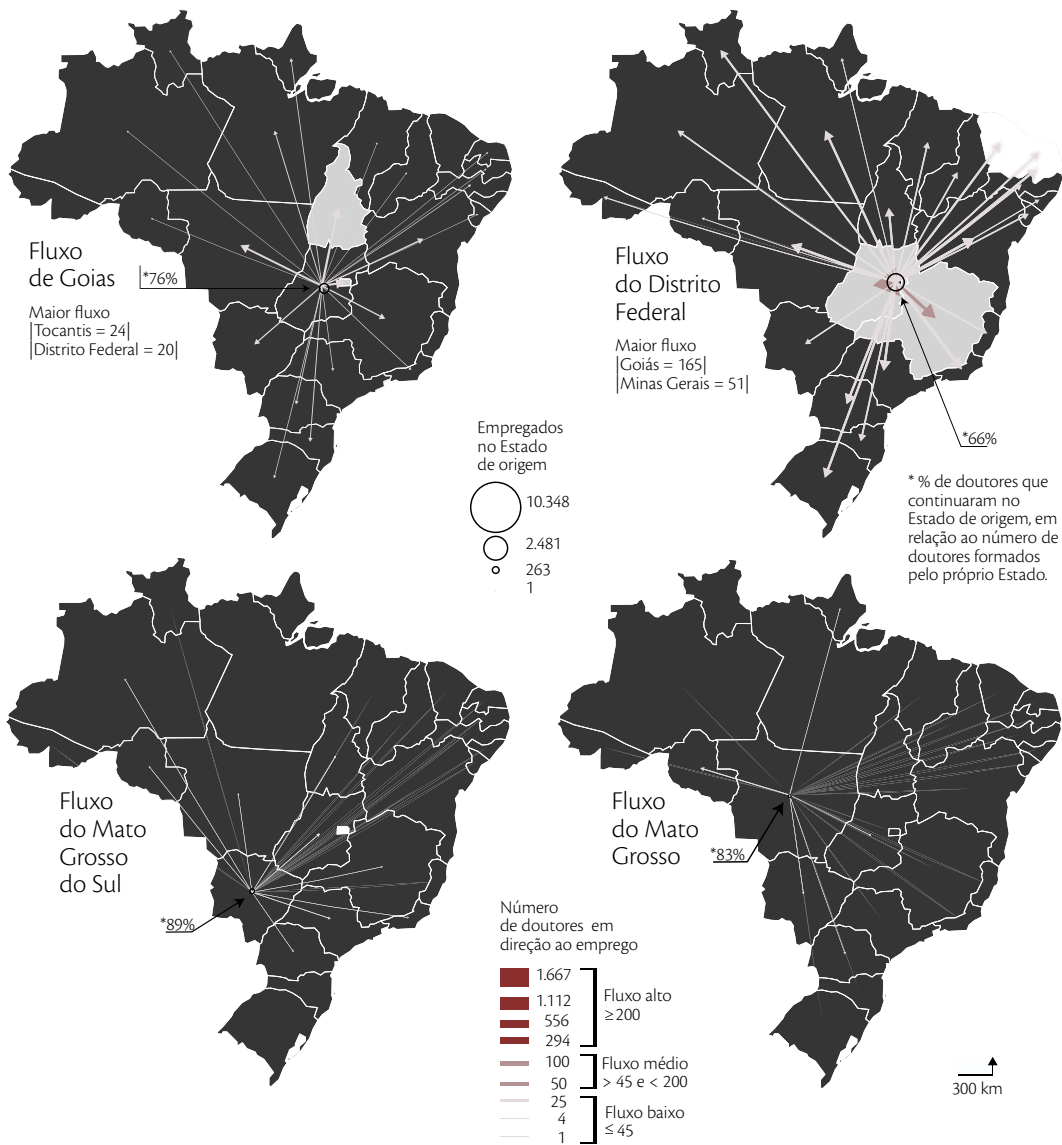 Fluxo
de Goias
*76%
Maior fluxo
|Tocantis = 24|
|Distrito Federal = 20|
Fluxo
do Distrito
Federal
Maior fluxo
|Goiás = 165|
|Minas Gerais = 51|
*66%
Empregados
no Estado
de origem
10.348
2.481
263
1
* % de doutores que
continuaram no
Estado de origem, em
relação ao número de
doutores formados
pelo próprio Estado.
Fluxo
do Mato
Grosso
do Sul
*89%
Fluxo
do Mato
Grosso
*83%
Número
de doutores em
direção ao emprego
1.667
1.112
556
294
Fluxo alto
≥200
100
50
Fluxo médio
> 45 e < 200
25
4
1
Fluxo baixo
≤ 45
300 km